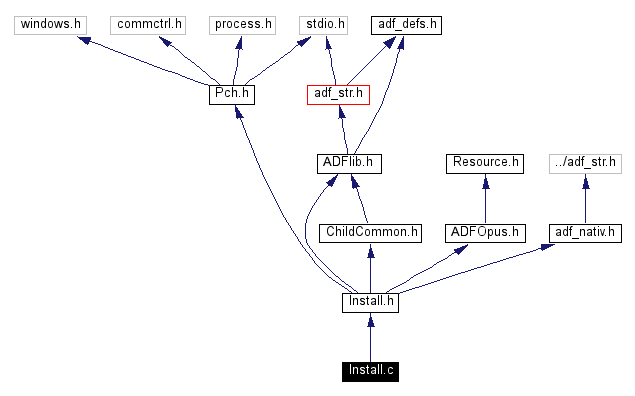 windows.h
commctrl.h
process.h
stdio.h
adf_defs.h
Pch.h
adf_str.h
ADFlib.h
Resource.h
../adf_str.h
ChildCommon.h
ADFOpus.h
adf_nativ.h
Install.h
Install.c